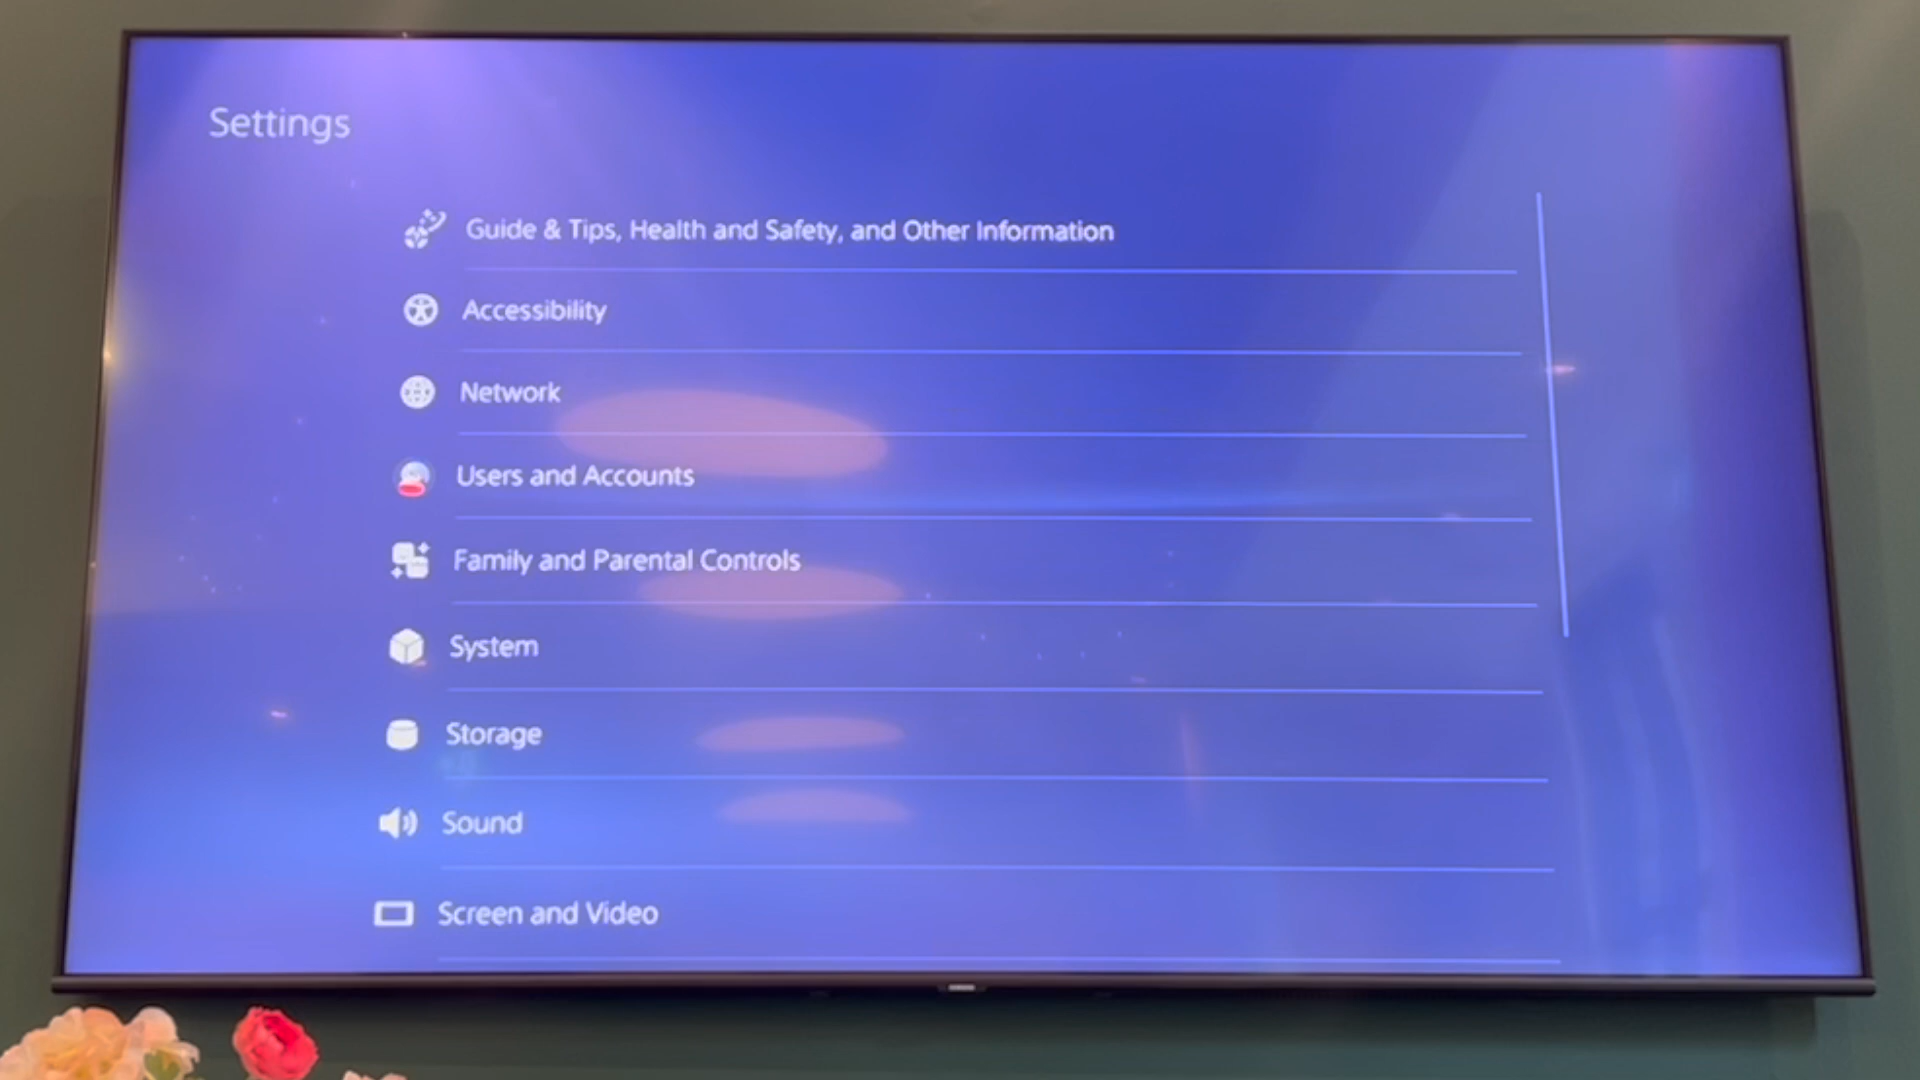 Settings
Guide & Tips, Health and Safety, and Other Information
Accessibility
Network
Users and Accounts
Family and Parental Controls
System
Storage
Sound
Screen and Video